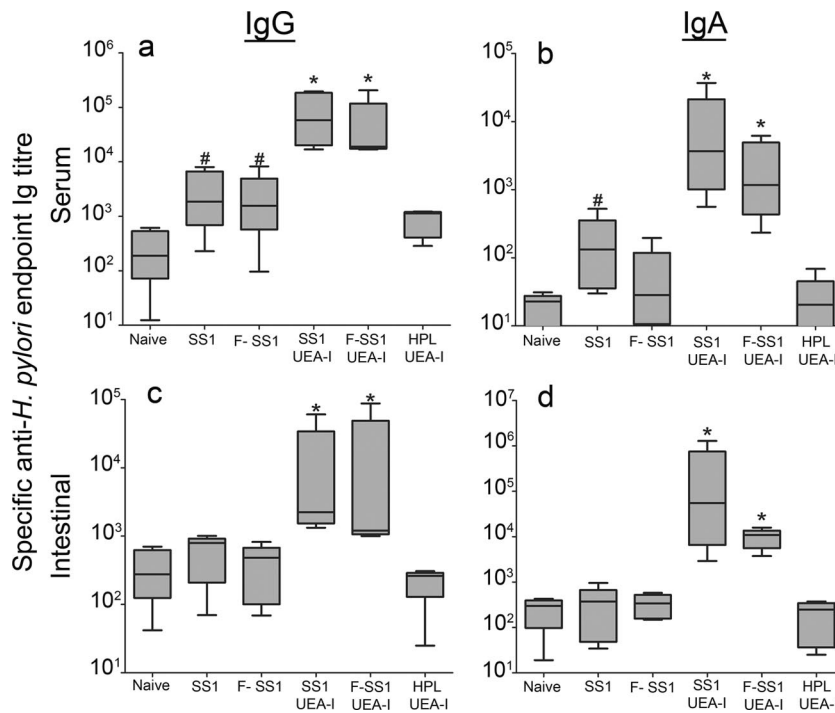 IgG
IgA
Specific anti-H. pylori endpoint Ig titre
Serum
Intestinal
a
10⁶
10⁵
10⁴
10³
10²
10¹
# # * *
Naive SS1 F- SS1 SS1 UEA-I F-SS1 UEA-I HPL UEA-I
b
10⁵
10⁴
10³
10²
10¹
# * *
Naive SS1 F- SS1 SS1 UEA-I F-SS1 UEA-I HPL UEA-I
c
10⁵
10⁴
10³
10²
10¹
* *
Naive SS1 F- SS1 SS1 UEA-I F-SS1 UEA-I HPL UEA-I
d
10⁷
10⁶
10⁵
10⁴
10³
10²
10¹
* *
Naive SS1 F- SS1 SS1 UEA-I F-SS1 UEA-I HPL UEA-I